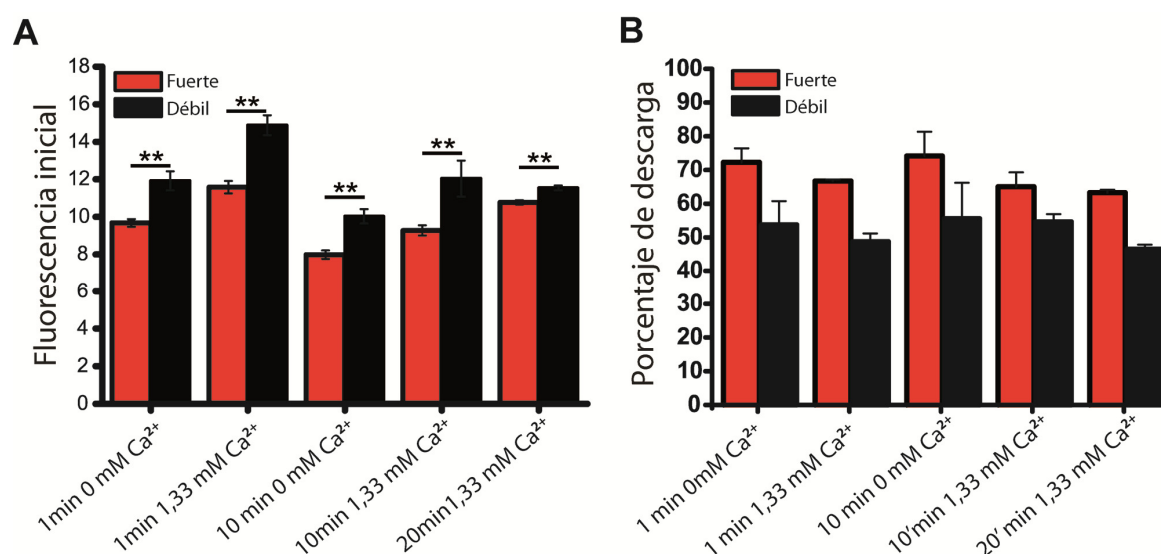 A
Fluorescencia inicial
18
16
14
12
10
8
6
4
2
0
Fuerte
Débil
**
**
**
**
**
1min 0 mM Ca²⁺
1min 1,33 mM Ca²⁺
10 min 0 mM Ca²⁺
10min 1,33 mM Ca²⁺
20min1,33 mM Ca²⁺
B
Porcentaje de descarga
100
90
80
70
60
50
40
30
20
10
0
Fuerte
Débil
1 min 0mM Ca²⁺
1 min 1,33 mM Ca²⁺
10 min 0 mM Ca²⁺
10'min 1,33 mM Ca²⁺
20' min 1,33 mM Ca²⁺